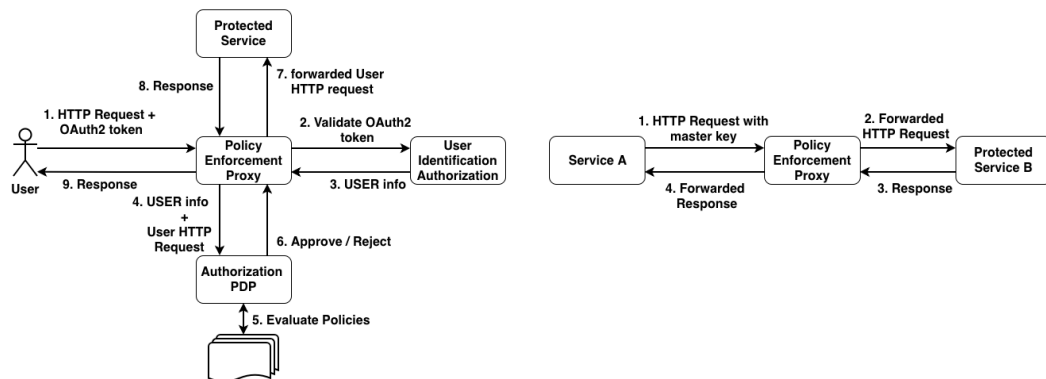 Protected
Service
8. Response
7. forwarded User
HTTP request
1. HTTP Request +
OAuth2 token
2. Validate OAuth2
token
User
Policy
Enforcement
Proxy
User
Identification
Authorization
9. Response
3. USER info
4. USER info
+
User HTTP
Request
6. Approve / Reject
Authorization
PDP
5. Evaluate Policies
1. HTTP Request with
master key
2. Forwarded
HTTP Request
Service A
Policy
Enforcement
Proxy
Protected
Service B
4. Forwarded
Response
3. Response